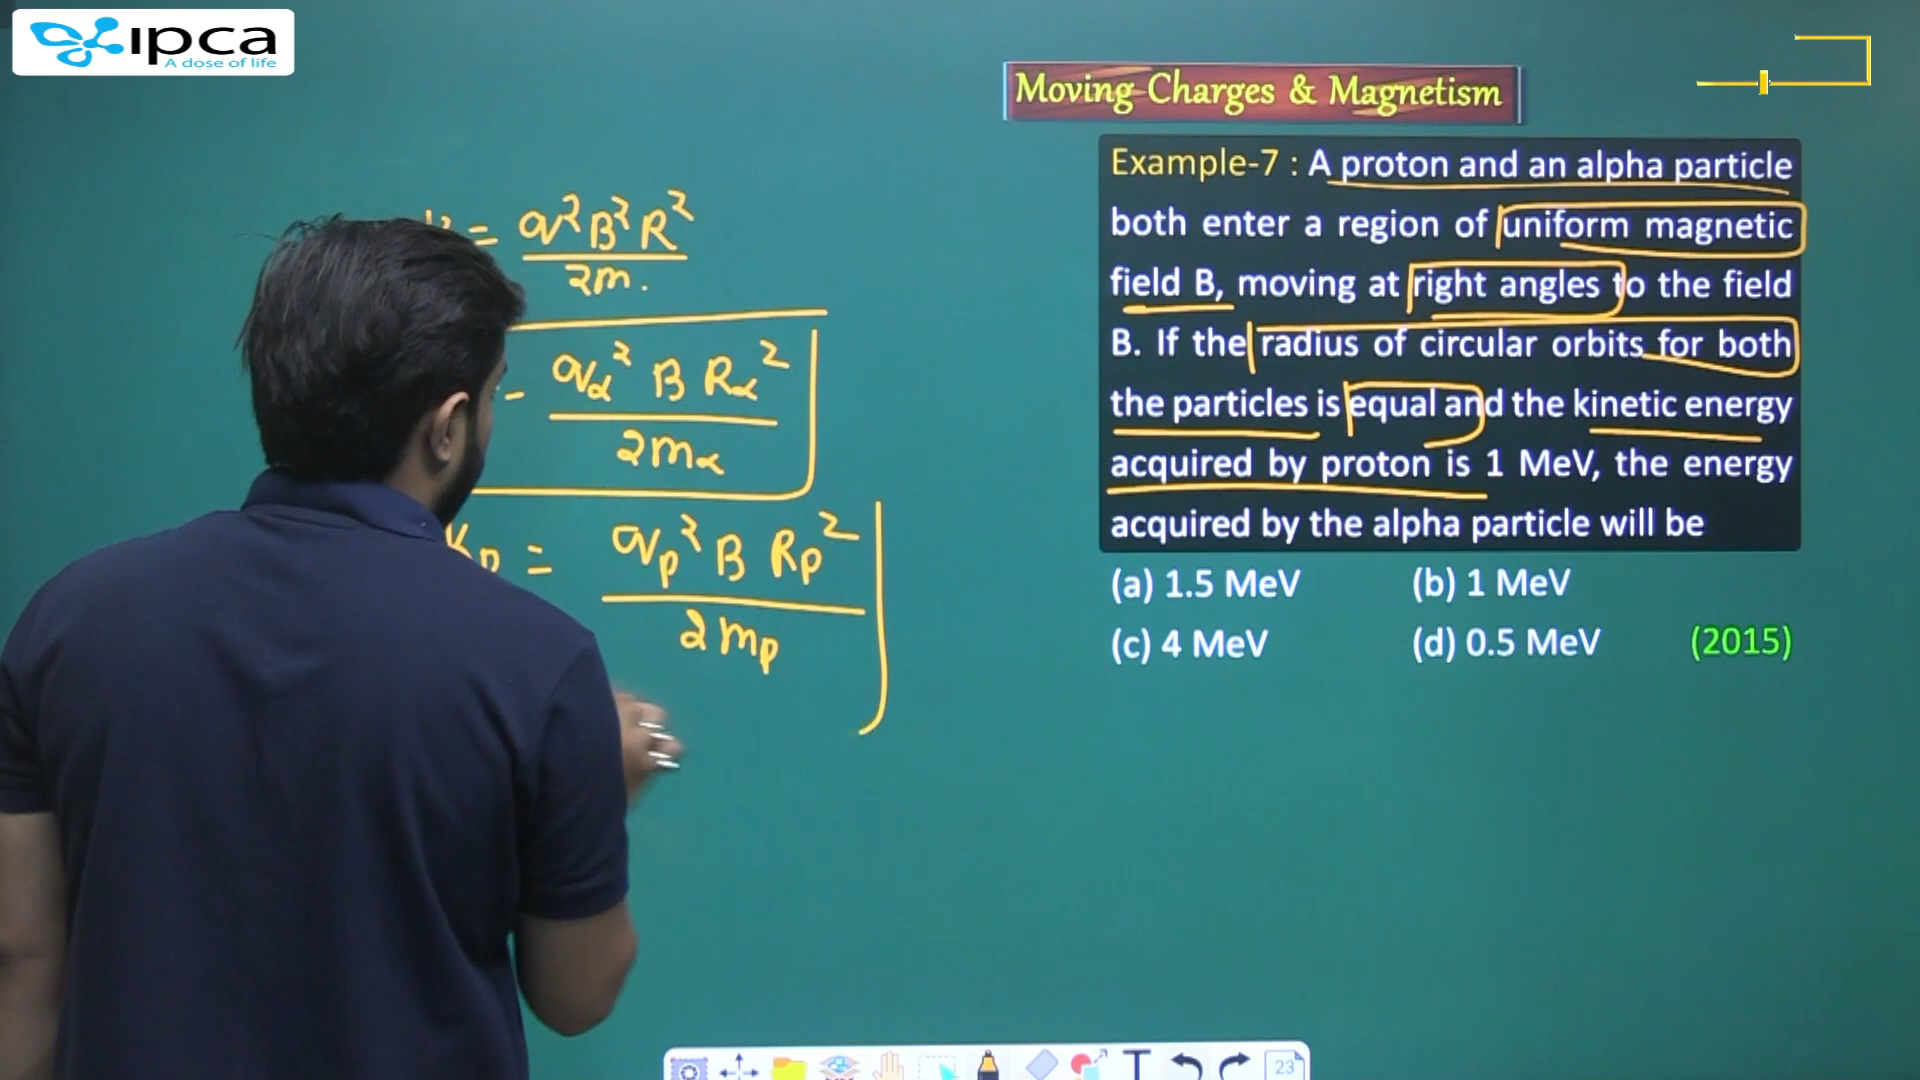 ipca
A dose of life
Moving Charges & Magnetism
Example-7 : A proton and an alpha particle
both enter a region of uniform magnetic
field B, moving at right angles to the field
B. If the radius of circular orbits for both
the particles is equal and the kinetic energy
acquired by proton is 1 MeV, the energy
acquired by the alpha particle will be
(a) 1.5 MeV (b) 1 MeV
(c) 4 MeV (d) 0.5 MeV (2015)
= q²B²R²
2m.
qα² B Rα²
2mα
Kp = qp² B Rp²
2mp
T
23